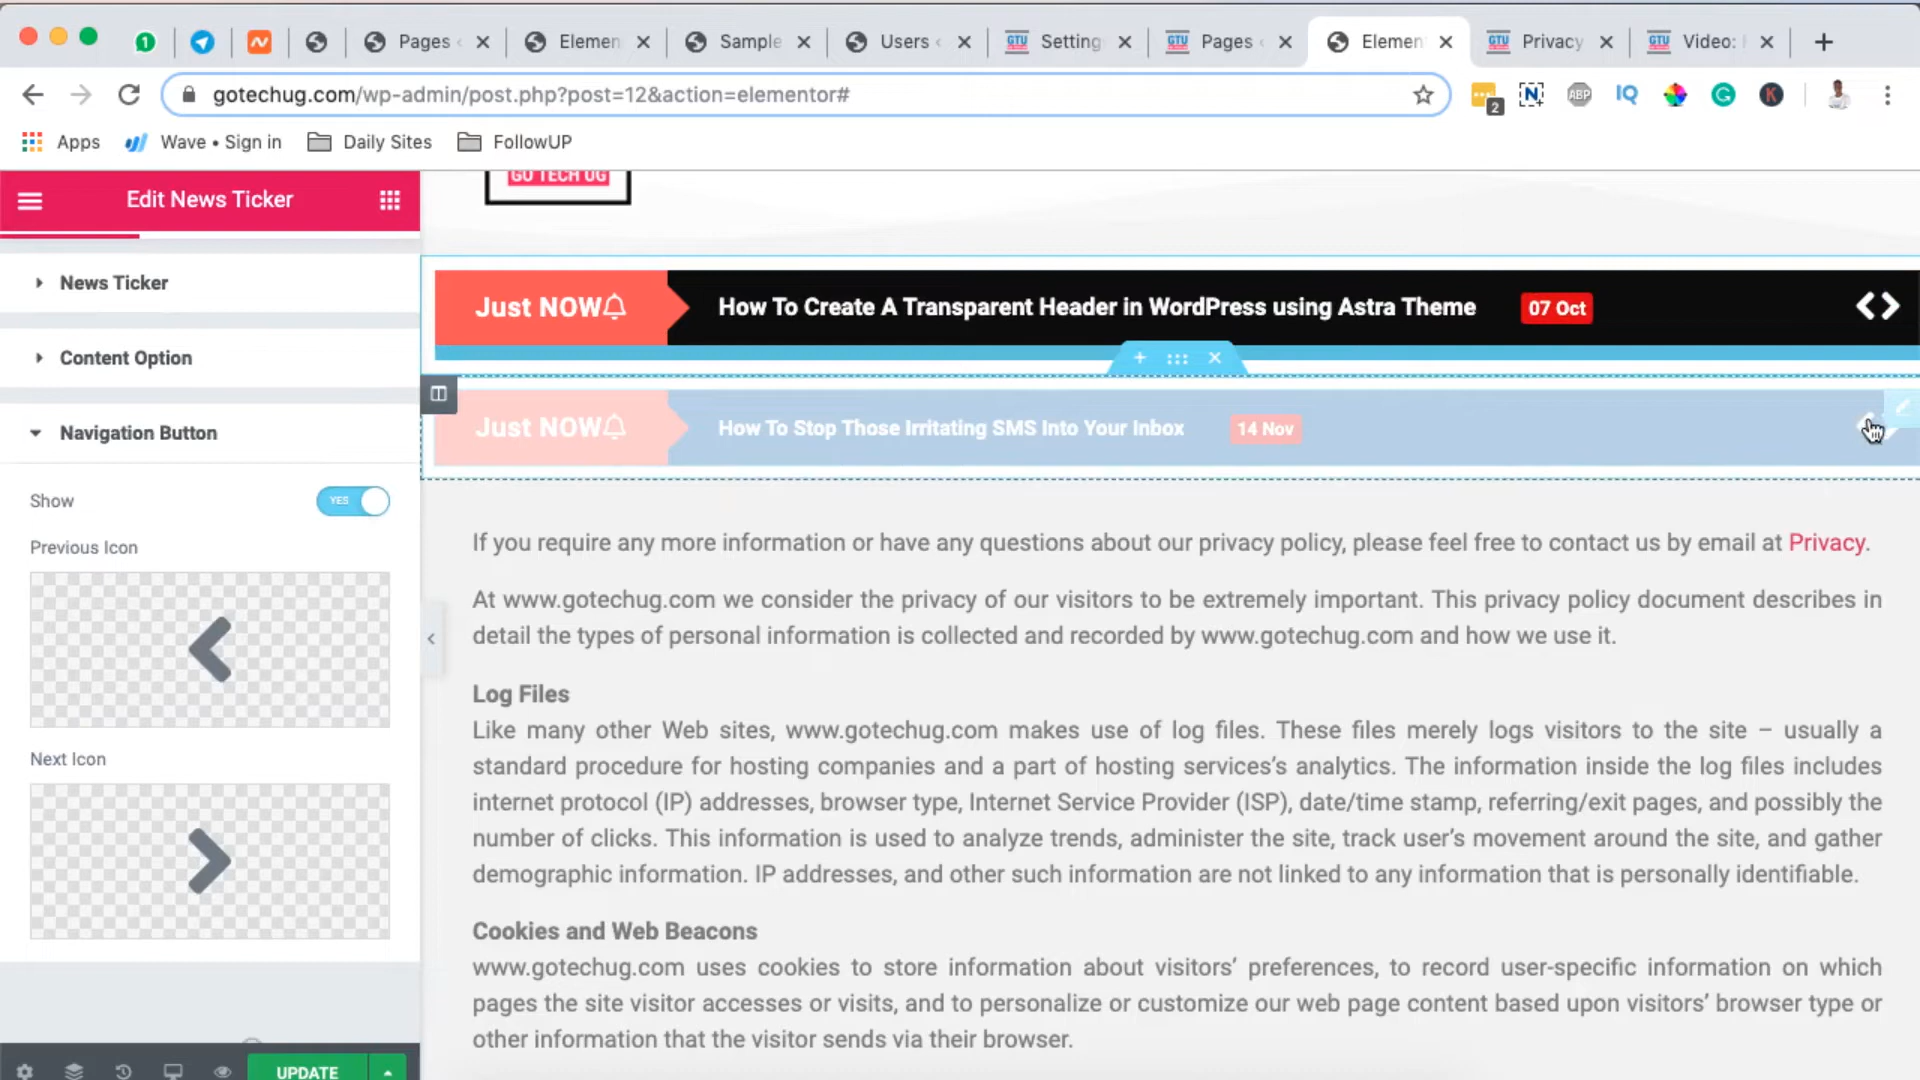 1
Pages
Elemen
Sample
Users
GTU Setting
GTU Pages
Elemen
GTU Privacy
GTU Video:
gotechug.com/wp-admin/post.php?post=12&action=elementor#
2
N
ABP
IQ
G
K
Apps
Wave • Sign in
Daily Sites
FollowUP
Edit News Ticker
GO TECH UG
News Ticker
Just NOW
How To Create A Transparent Header in WordPress using Astra Theme
07 Oct
Content Option
Just NOW
How To Stop Those Irritating SMS Into Your Inbox
14 Nov
Navigation Button
Show
YES
Previous Icon
Next Icon
UPDATE
If you require any more information or have any questions about our privacy policy, please feel free to contact us by email at Privacy.
At www.gotechug.com we consider the privacy of our visitors to be extremely important. This privacy policy document describes in
detail the types of personal information is collected and recorded by www.gotechug.com and how we use it.
Log Files
Like many other Web sites, www.gotechug.com makes use of log files. These files merely logs visitors to the site – usually a
standard procedure for hosting companies and a part of hosting services's analytics. The information inside the log files includes
internet protocol (IP) addresses, browser type, Internet Service Provider (ISP), date/time stamp, referring/exit pages, and possibly the
number of clicks. This information is used to analyze trends, administer the site, track user's movement around the site, and gather
demographic information. IP addresses, and other such information are not linked to any information that is personally identifiable.
Cookies and Web Beacons
www.gotechug.com uses cookies to store information about visitors' preferences, to record user-specific information on which
pages the site visitor accesses or visits, and to personalize or customize our web page content based upon visitors' browser type or
other information that the visitor sends via their browser.